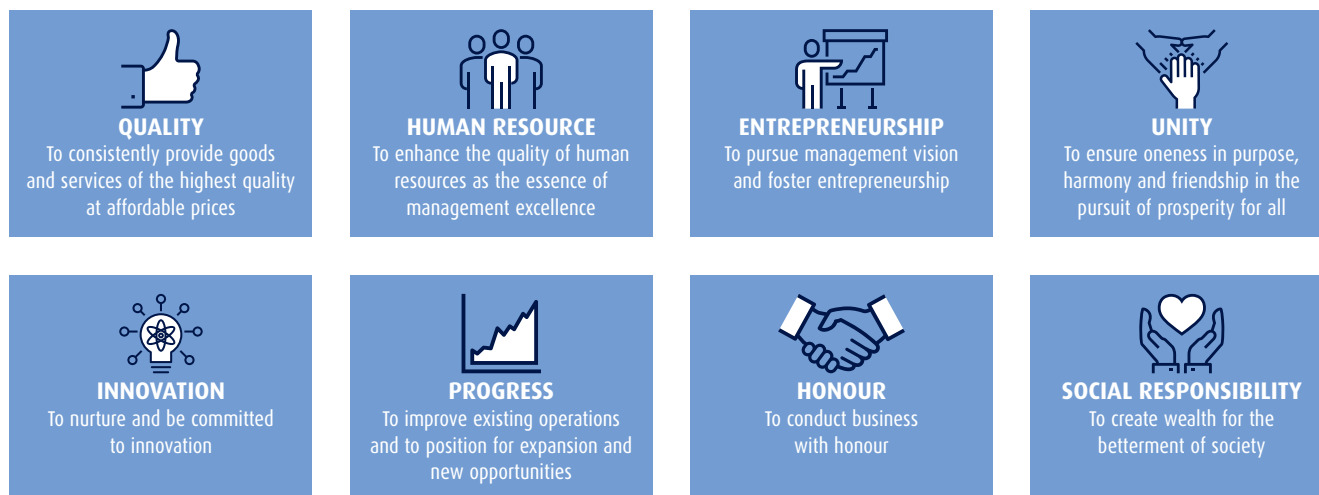 QUALITY
To consistently provide goods
and services of the highest quality
at affordable prices
HUMAN RESOURCE
To enhance the quality of human
resources as the essence of
management excellence
ENTREPRENEURSHIP
To pursue management vision
and foster entrepreneurship
UNITY
To ensure oneness in purpose,
harmony and friendship in the
pursuit of prosperity for all
INNOVATION
To nurture and be committed
to innovation
PROGRESS
To improve existing operations
and to position for expansion and
new opportunities
HONOUR
To conduct business
with honour
SOCIAL RESPONSIBILITY
To create wealth for the
betterment of society